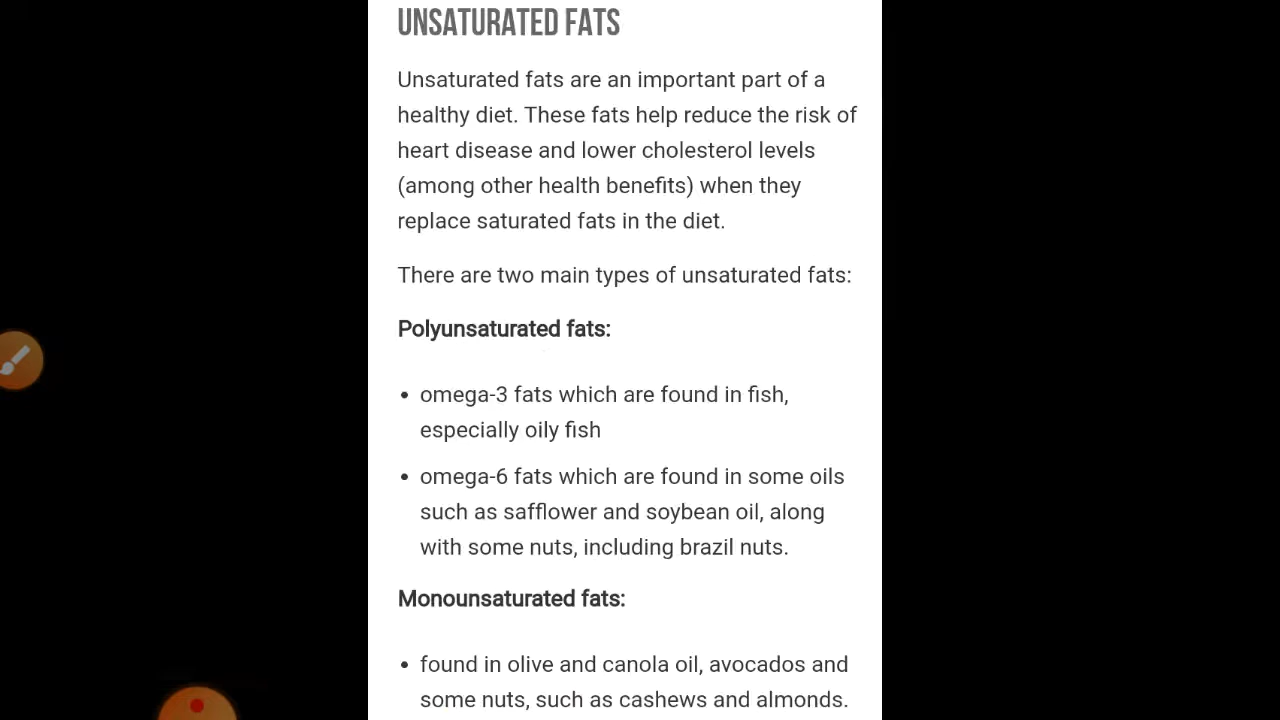 UNSATURATED FATS
Unsaturated fats are an important part of a
healthy diet. These fats help reduce the risk of
heart disease and lower cholesterol levels
(among other health benefits) when they
replace saturated fats in the diet.
There are two main types of unsaturated fats:
Polyunsaturated fats:
• omega-3 fats which are found in fish,
especially oily fish
• omega-6 fats which are found in some oils
such as safflower and soybean oil, along
with some nuts, including brazil nuts.
Monounsaturated fats:
• found in olive and canola oil, avocados and
some nuts, such as cashews and almonds.